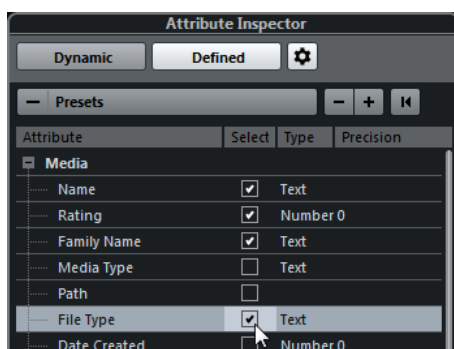 Attribute Inspector
Dynamic Defined
Presets
Attribute Select Type Precision
Media
Name Text
Rating Number 0
Family Name Text
Media Type Text
Path
File Type Text
Date Created Number 0